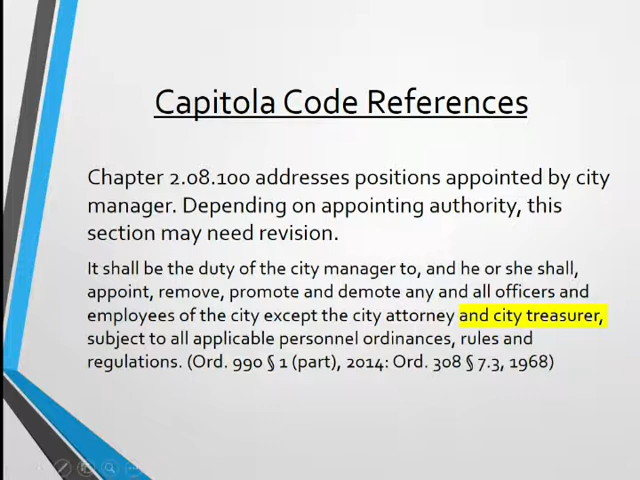 Capitola Code References
Chapter 2.08.100 addresses positions appointed by city
manager. Depending on appointing authority, this
section may need revision.
It shall be the duty of the city manager to, and he or she shall,
appoint, remove, promote and demote any and all officers and
employees of the city except the city attorney and city treasurer,
subject to all applicable personnel ordinances, rules and
regulations. (Ord. 990 § 1 (part), 2014: Ord. 308 § 7.3, 1968)